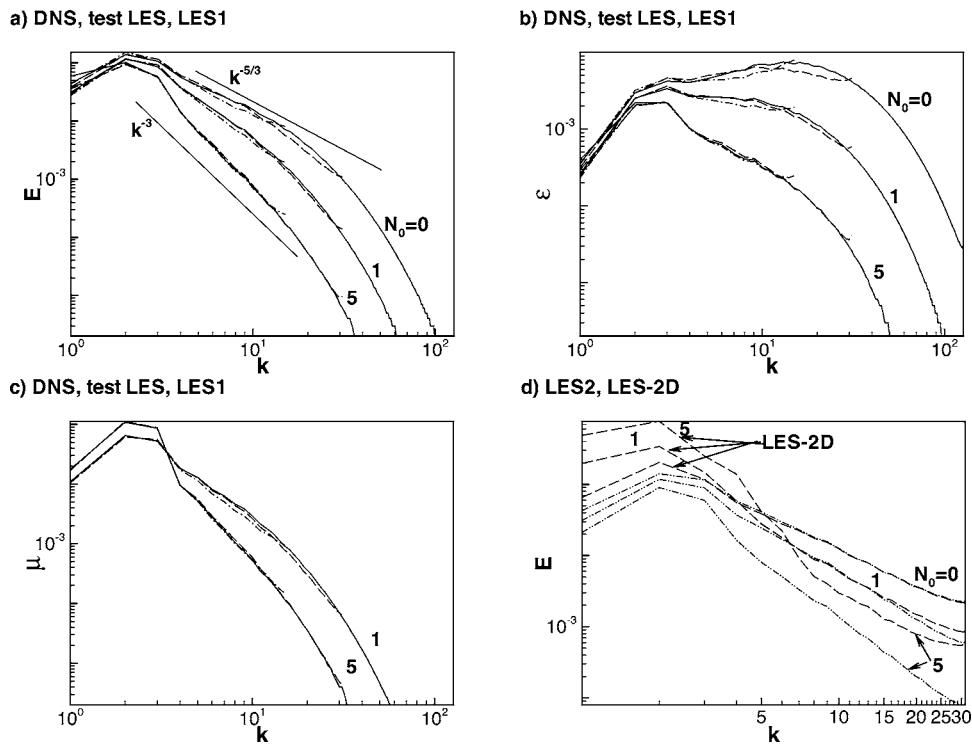 a) DNS, test LES, LES1
k^-5/3
k^-3
E
10^-3
N_0=0
1
5
10^0
10^1
10^2
k
b) DNS, test LES, LES1
ε
10^-3
N_0=0
1
5
10^0
10^1
10^2
k
c) DNS, test LES, LES1
μ
10^-3
1
5
10^0
10^1
10^2
k
d) LES2, LES-2D
5
1
LES-2D
E
10^-3
N_0=0
1
5
5
10
15
20
25
30
k